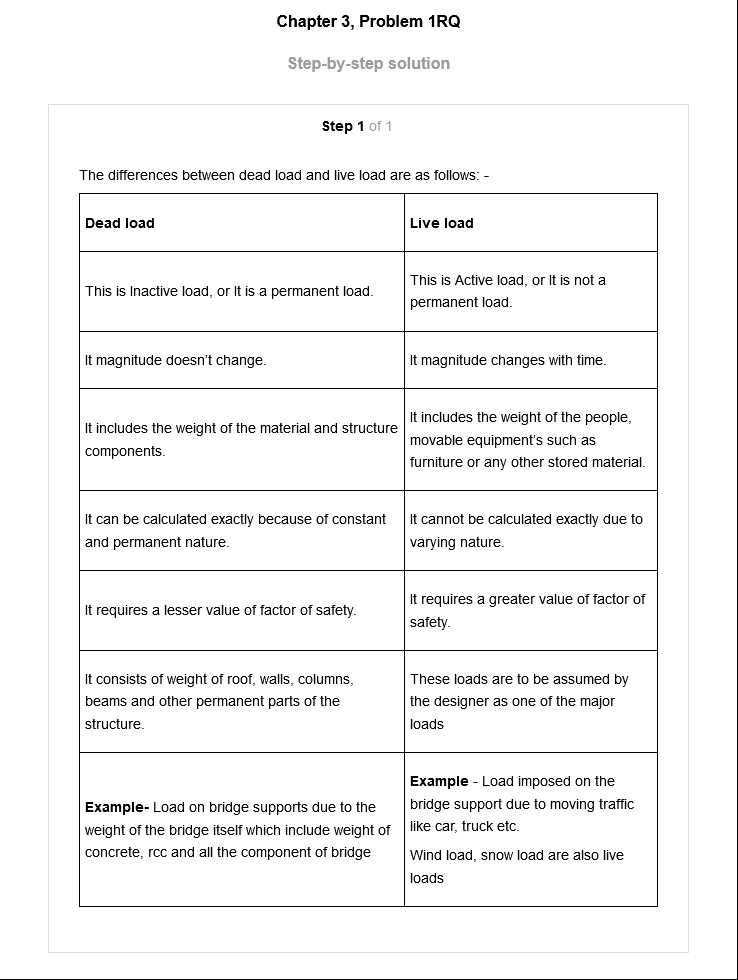 Chapter 3, Problem 1RQ
Step-by-step solution
Step 1 of 1
The differences between dead load and live load are as follows: -
Dead load
Live load
This is Inactive load, or It is a permanent load.
This is Active load, or It is not a
permanent load.
It magnitude doesn't change.
It magnitude changes with time.
It includes the weight of the material and structure
components.
It includes the weight of the people,
movable equipment's such as
furniture or any other stored material.
It can be calculated exactly because of constant
and permanent nature.
It cannot be calculated exactly due to
varying nature.
It requires a lesser value of factor of safety.
It requires a greater value of factor of
safety.
It consists of weight of roof, walls, columns,
beams and other permanent parts of the
structure.
These loads are to be assumed by
the designer as one of the major
loads
Example- Load on bridge supports due to the
weight of the bridge itself which include weight of
concrete, rcc and all the component of bridge
Example - Load imposed on the
bridge support due to moving traffic
like car, truck etc.
Wind load, snow load are also live
loads